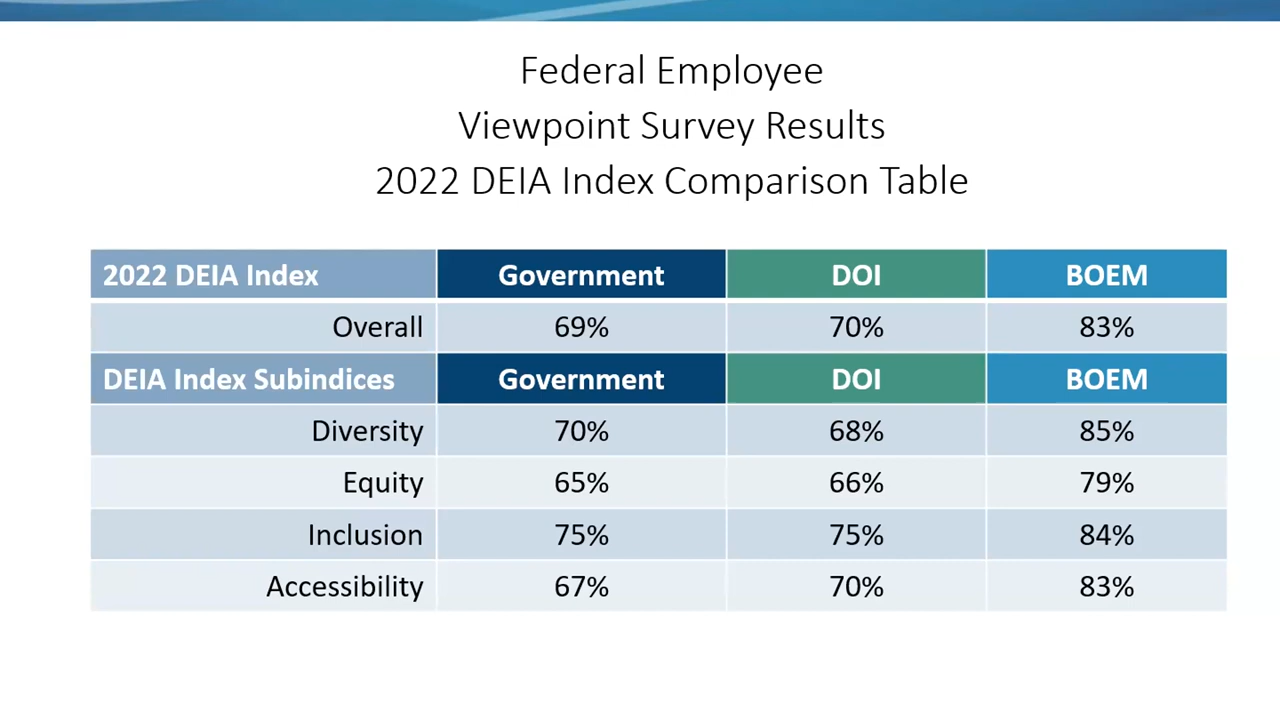 Federal Employee
Viewpoint Survey Results
2022 DEIA Index Comparison Table
2022 DEIA Index Government DOI BOEM
Overall 69% 70% 83%
DEIA Index Subindices Government DOI BOEM
Diversity 70% 68% 85%
Equity 65% 66% 79%
Inclusion 75% 75% 84%
Accessibility 67% 70% 83%